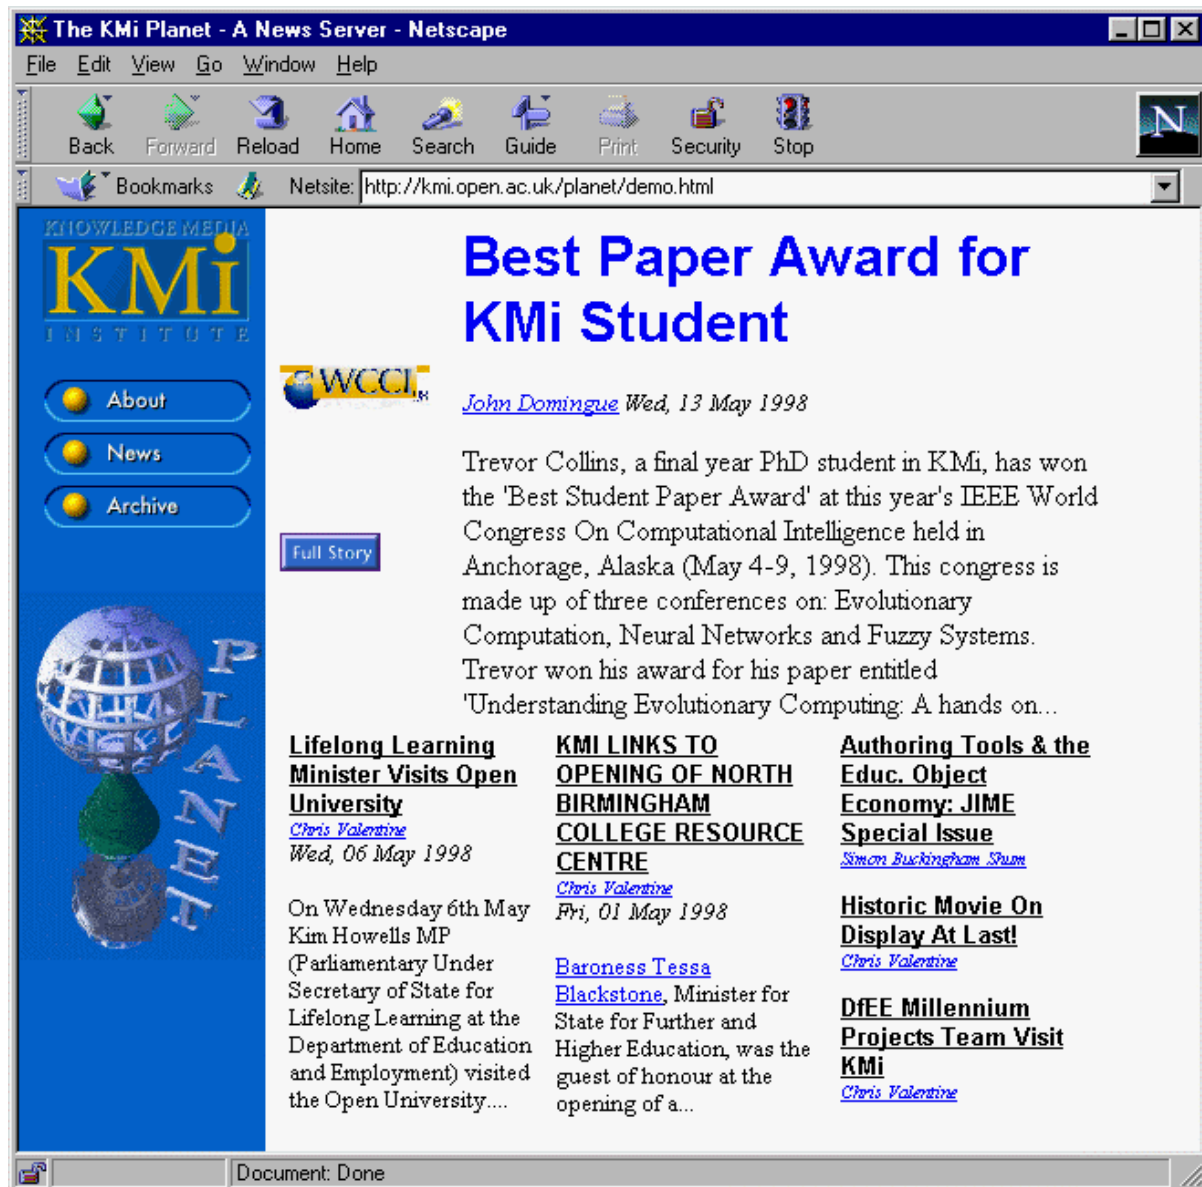 The KMi Planet - A News Server - Netscape
File Edit View Go Window Help
Back Forward Reload Home Search Guide Print Security Stop
N
Bookmarks Netsite: http://kmi.open.ac.uk/planet/demo.html
KNOWLEDGE MEDIA
KMi
INSTITUTE
About
News
Archive
PLANET
Best Paper Award for
KMi Student
WCCI
John Domingue Wed, 13 May 1998
Full Story
Trevor Collins, a final year PhD student in KMi, has won
the 'Best Student Paper Award' at this year's IEEE World
Congress On Computational Intelligence held in
Anchorage, Alaska (May 4-9, 1998). This congress is
made up of three conferences on: Evolutionary
Computation, Neural Networks and Fuzzy Systems.
Trevor won his award for his paper entitled
'Understanding Evolutionary Computing: A hands on...
Lifelong Learning
Minister Visits Open
University
Chris Valentine
Wed, 06 May 1998
On Wednesday 6th May
Kim Howells MP
(Parliamentary Under
Secretary of State for
Lifelong Learning at the
Department of Education
and Employment) visited
the Open University....
KMI LINKS TO
OPENING OF NORTH
BIRMINGHAM
COLLEGE RESOURCE
CENTRE
Chris Valentine
Fri, 01 May 1998
Baroness Tessa
Blackstone, Minister for
State for Further and
Higher Education, was the
guest of honour at the
opening of a...
Authoring Tools & the
Educ. Object
Economy: JIME
Special Issue
Simon Buckingham Shum
Historic Movie On
Display At Last!
Chris Valentine
DfEE Millennium
Projects Team Visit
KMi
Chris Valentine
Document: Done